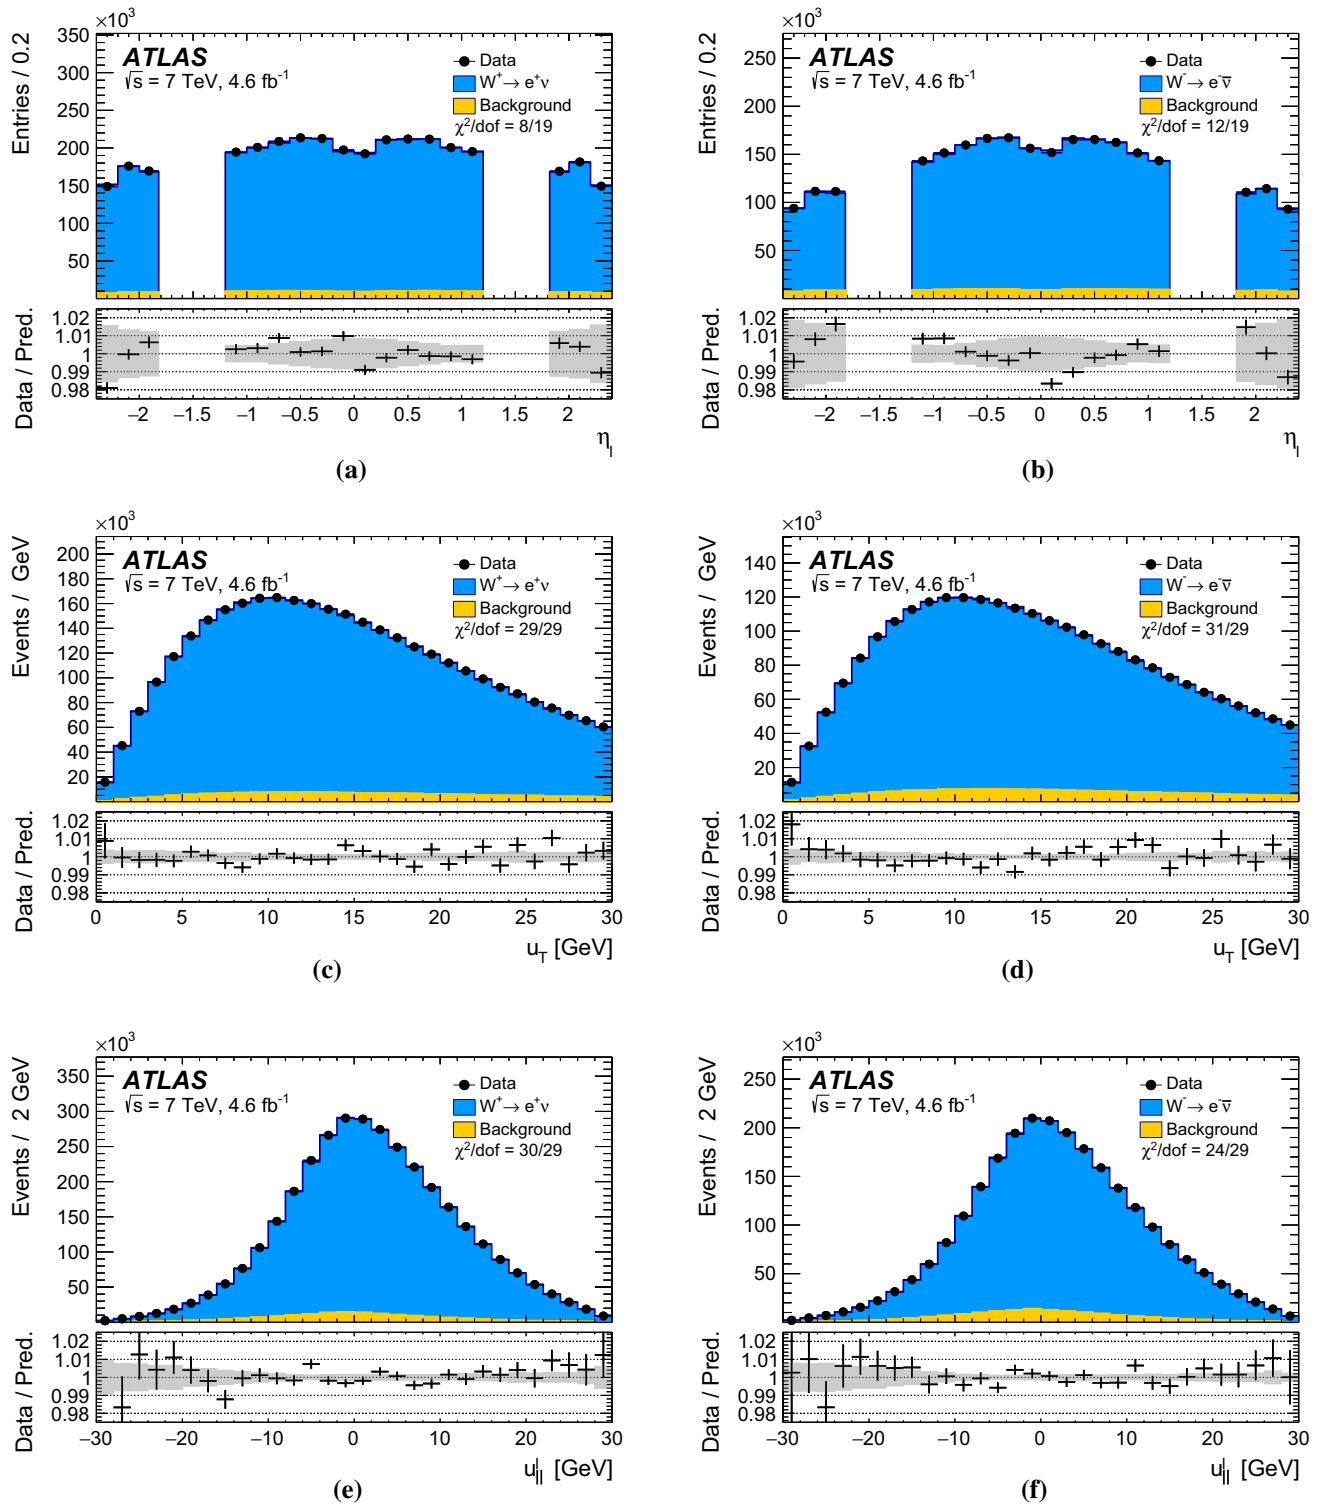 ×10³
Entries / 0.2
350
300
250
200
150
100
50
ATLAS
√s = 7 TeV, 4.6 fb⁻¹
Data
W⁺→ e⁺ν
Background
χ²/dof = 8/19
Data / Pred.
1.02
1.01
1
0.99
0.98
−2 −1.5 −1 −0.5 0 0.5 1 1.5 2
η_l
(a)
×10³
Entries / 0.2
250
200
150
100
50
ATLAS
√s = 7 TeV, 4.6 fb⁻¹
Data
W⁻→ e⁻ν̅
Background
χ²/dof = 12/19
Data / Pred.
1.02
1.01
1
0.99
0.98
−2 −1.5 −1 −0.5 0 0.5 1 1.5 2
η_l
(b)
×10³
Events / GeV
200
180
160
140
120
100
80
60
40
20
ATLAS
√s = 7 TeV, 4.6 fb⁻¹
Data
W⁺→ e⁺ν
Background
χ²/dof = 29/29
Data / Pred.
1.02
1.01
1
0.99
0.98
0 5 10 15 20 25 30
u_T [GeV]
(c)
×10³
Events / GeV
140
120
100
80
60
40
20
ATLAS
√s = 7 TeV, 4.6 fb⁻¹
Data
W⁻→ e⁻ν̅
Background
χ²/dof = 31/29
Data / Pred.
1.02
1.01
1
0.99
0.98
0 5 10 15 20 25 30
u_T [GeV]
(d)
×10³
Events / 2 GeV
350
300
250
200
150
100
50
ATLAS
√s = 7 TeV, 4.6 fb⁻¹
Data
W⁺→ e⁺ν
Background
χ²/dof = 30/29
Data / Pred.
1.02
1.01
1
0.99
0.98
−30 −20 −10 0 10 20 30
u_||^l [GeV]
(e)
×10³
Events / 2 GeV
250
200
150
100
50
ATLAS
√s = 7 TeV, 4.6 fb⁻¹
Data
W⁻→ e⁻ν̅
Background
χ²/dof = 24/29
Data / Pred.
1.02
1.01
1
0.99
0.98
−30 −20 −10 0 10 20 30
u_||^l [GeV]
(f)